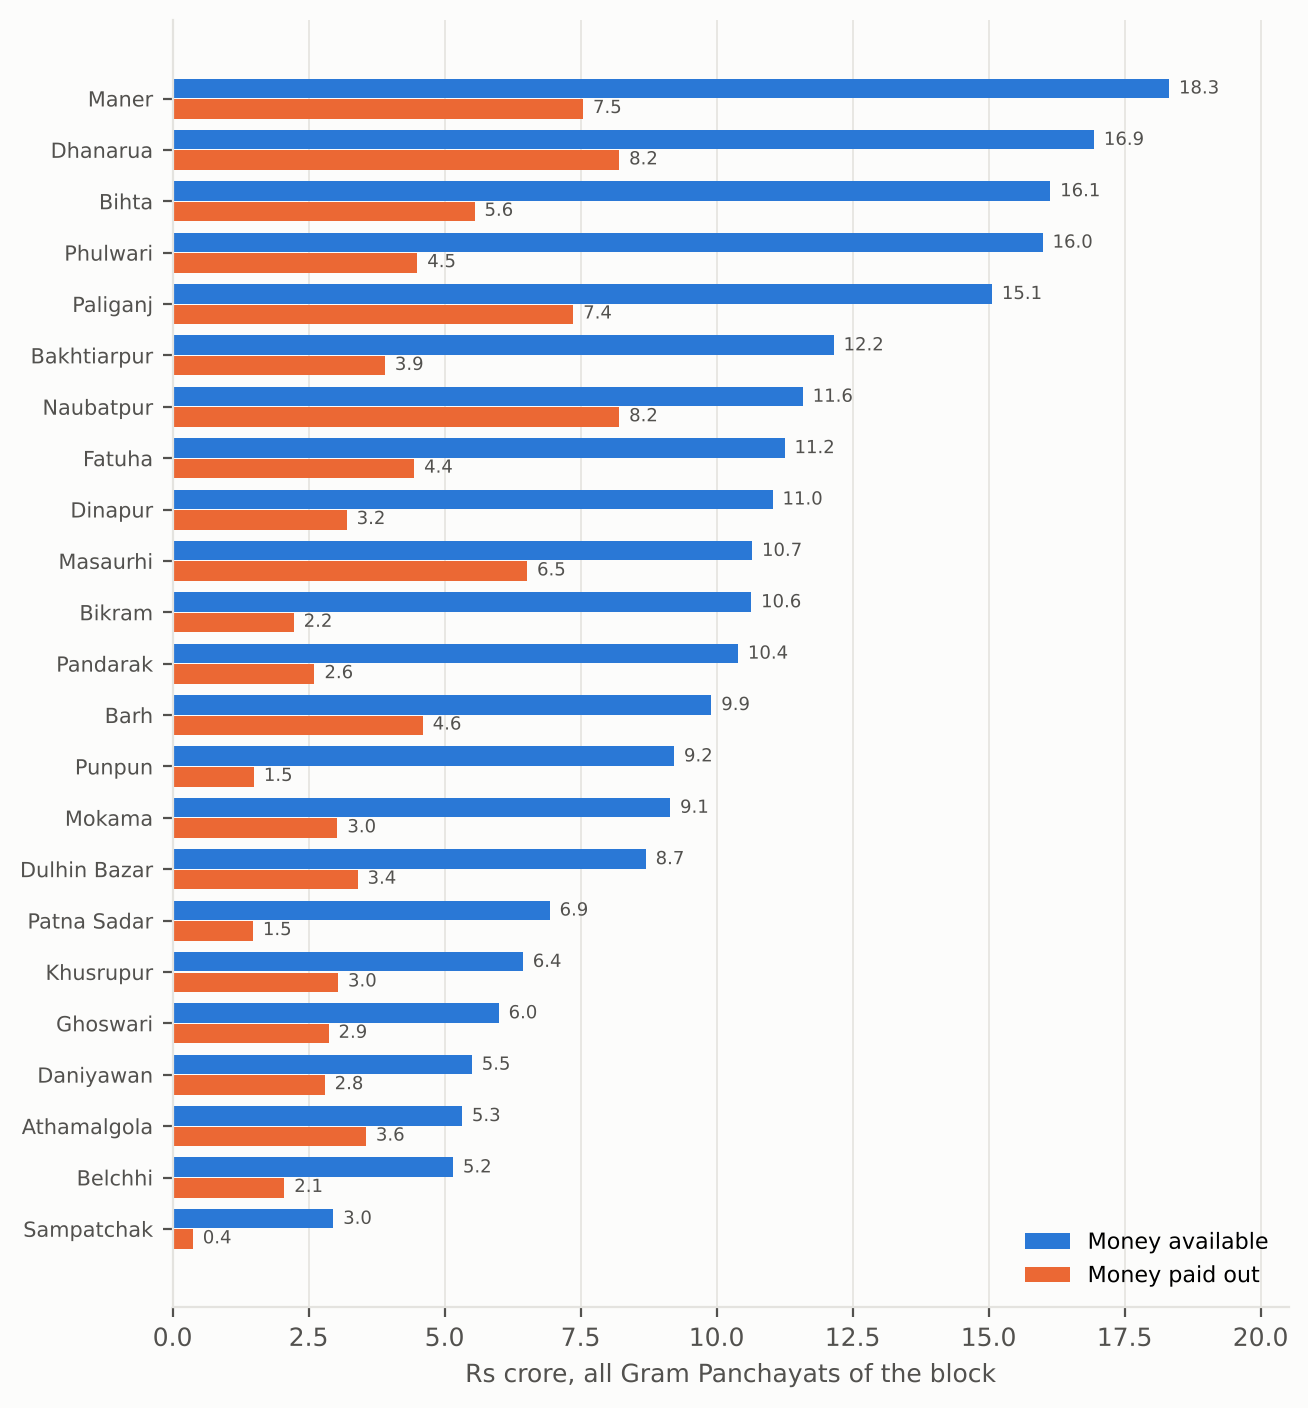 Maner 18.3
7.5
Dhanarua 16.9
8.2
Bihta 16.1
5.6
Phulwari 16.0
4.5
Paliganj 15.1
7.4
Bakhtiarpur 12.2
3.9
Naubatpur 11.6
8.2
Fatuha 11.2
4.4
Dinapur 11.0
3.2
Masaurhi 10.7
6.5
Bikram 10.6
2.2
Pandarak 10.4
2.6
Barh 9.9
4.6
Punpun 9.2
1.5
Mokama 9.1
3.0
Dulhin Bazar 8.7
3.4
Patna Sadar 6.9
1.5
Khusrupur 6.4
3.0
Ghoswari 6.0
2.9
Daniyawan 5.5
2.8
Athamalgola 5.3
3.6
Belchhi 5.2
2.1
Sampatchak 3.0
0.4
Money available
Money paid out
0.0 2.5 5.0 7.5 10.0 12.5 15.0 17.5 20.0
Rs crore, all Gram Panchayats of the block